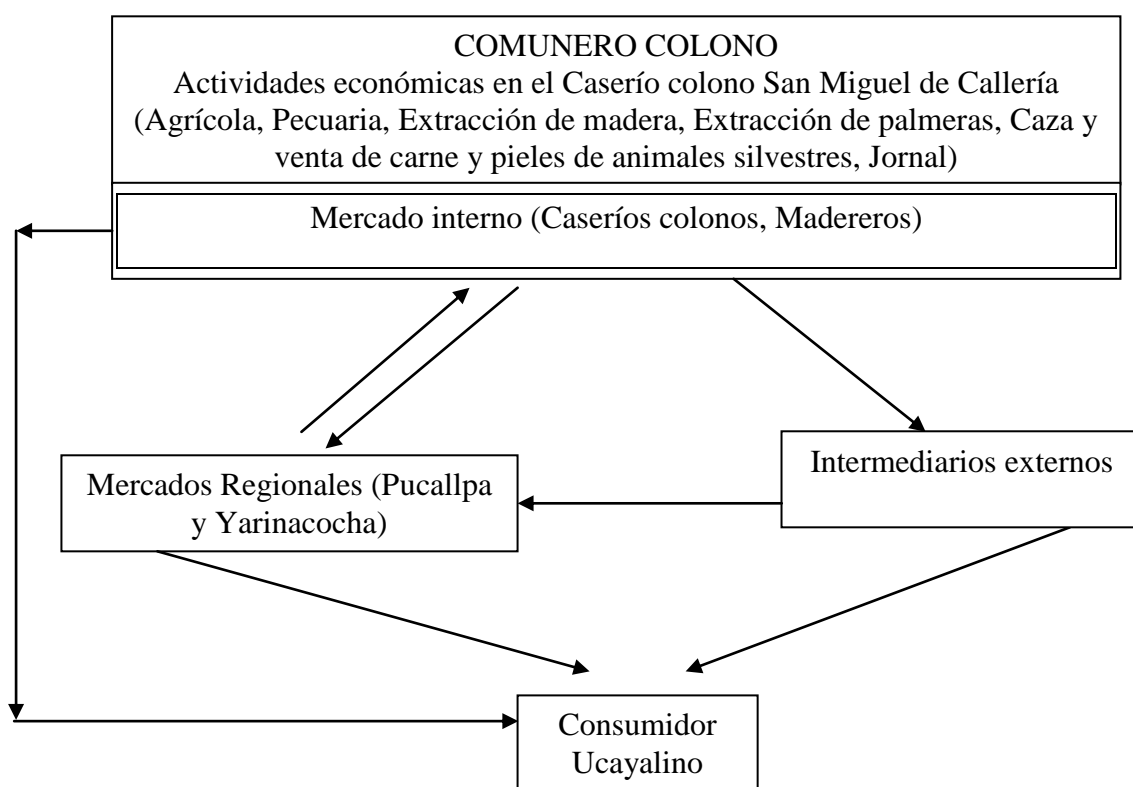 COMUNERO COLONO
Actividades económicas en el Caserío colono San Miguel de Callería
(Agrícola, Pecuaria, Extracción de madera, Extracción de palmeras, Caza y
venta de carne y pieles de animales silvestres, Jornal)
Mercado interno (Caseríos colonos, Madereros)
Mercados Regionales (Pucallpa
y Yarinacocha)
Intermediarios externos
Consumidor
Ucayalino